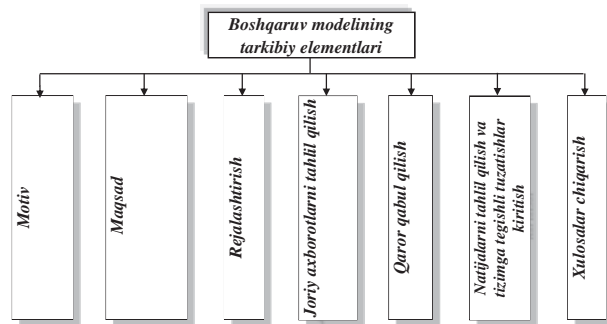 Boshqaruv modelining
tarkibiy elementlari
Motiv
Maqsad
Rejalashtirish
Joriy axborotlarni tahlil qilish
Qaror qabul qilish
Natijalarni tahlil qilish va
tizimga tegishli tuzatishlar
kiritish
Xulosalar chiqarish